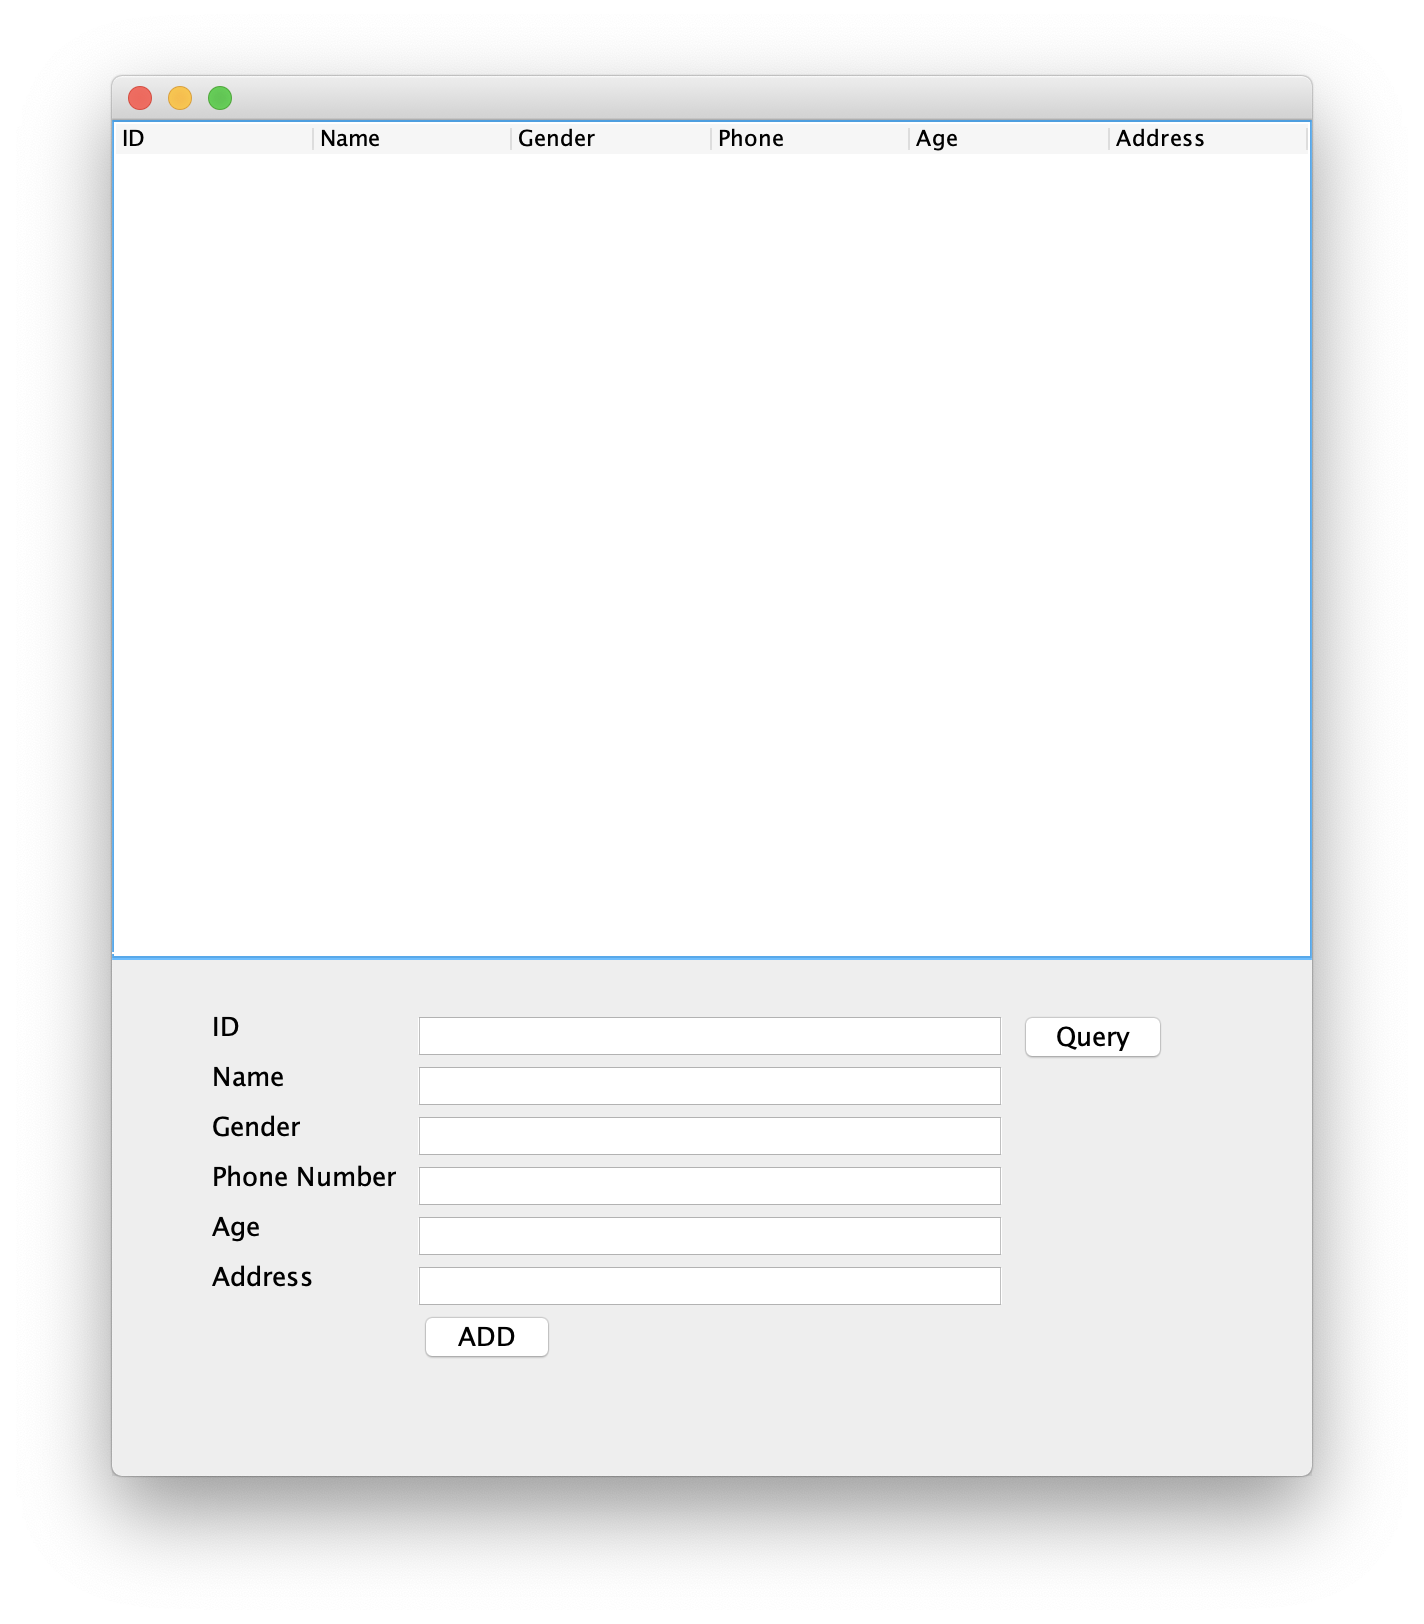 ID Name Gender Phone Age Address
ID
Query
Name
Gender
Phone Number
Age
Address
ADD